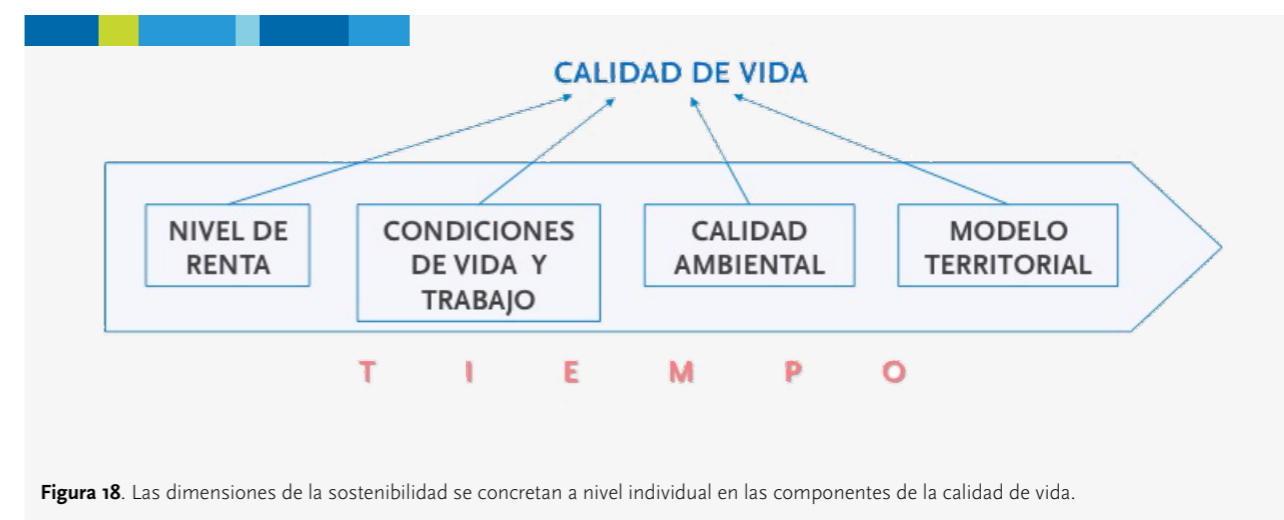 CALIDAD DE VIDA
NIVEL DE
RENTA
CONDICIONES
DE VIDA Y
TRABAJO
CALIDAD
AMBIENTAL
MODELO
TERRITORIAL
T I E M P O
Figura 18. Las dimensiones de la sostenibilidad se concretan a nivel individual en las componentes de la calidad de vida.